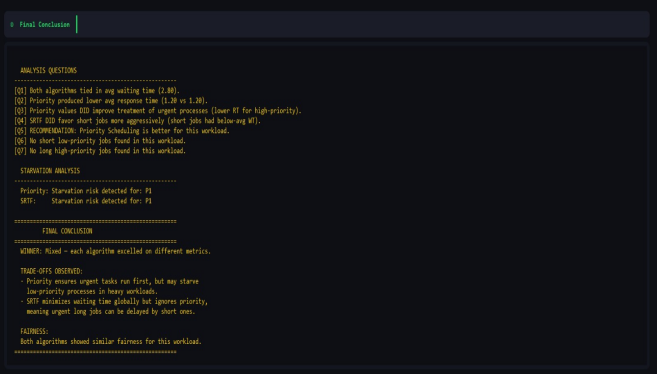 Final Conclusion
ANALYSIS QUESTIONS
----------------------------------------------------
[Q1] Both algorithms tied in avg waiting time (2.80).
[Q2] Priority produced lower avg response time (1.20 vs 1.20).
[Q3] Priority values DID improve treatment of urgent processes (lower RT for high-priority).
[Q4] SRTF DID favor short jobs more aggressively (short jobs had below-avg WT).
[Q5] RECOMMENDATION: Priority Scheduling is better for this workload.
[Q6] No short low-priority jobs found in this workload.
[Q7] No long high-priority jobs found in this workload.
STARVATION ANALYSIS
----------------------------------------------------
Priority: Starvation risk detected for: P1
SRTF: Starvation risk detected for: P1
====================================================
FINAL CONCLUSION
====================================================
WINNER: Mixed — each algorithm excelled on different metrics.
TRADE-OFFS OBSERVED:
· Priority ensures urgent tasks run first, but may starve
low-priority processes in heavy workloads.
· SRTF minimizes waiting time globally but ignores priority,
meaning urgent long jobs can be delayed by short ones.
FAIRNESS:
Both algorithms showed similar fairness for this workload.
====================================================